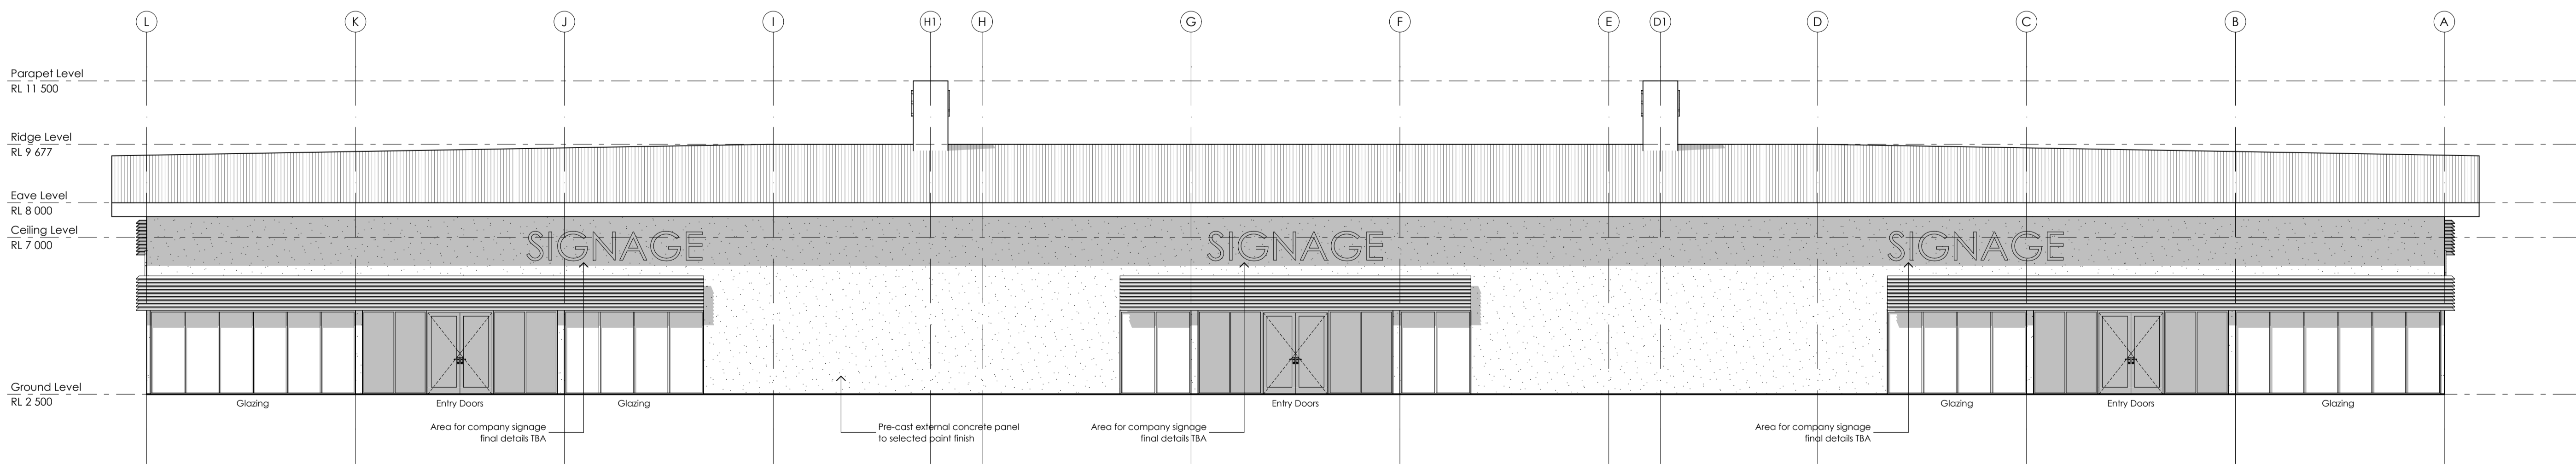 L K J I H1 H G F E D1 D C B A
Parapet Level
RL 11 500
Ridge Level
RL 9 677
Eave Level
RL 8 000
Ceiling Level
RL 7 000
SIGNAGE SIGNAGE SIGNAGE
Ground Level
RL 2 500
Glazing Entry Doors Glazing Entry Doors Glazing Entry Doors Glazing
Area for company signage
final details TBA
Pre-cast external concrete panel
to selected paint finish
Area for company signage
final details TBA
Area for company signage
final details TBA